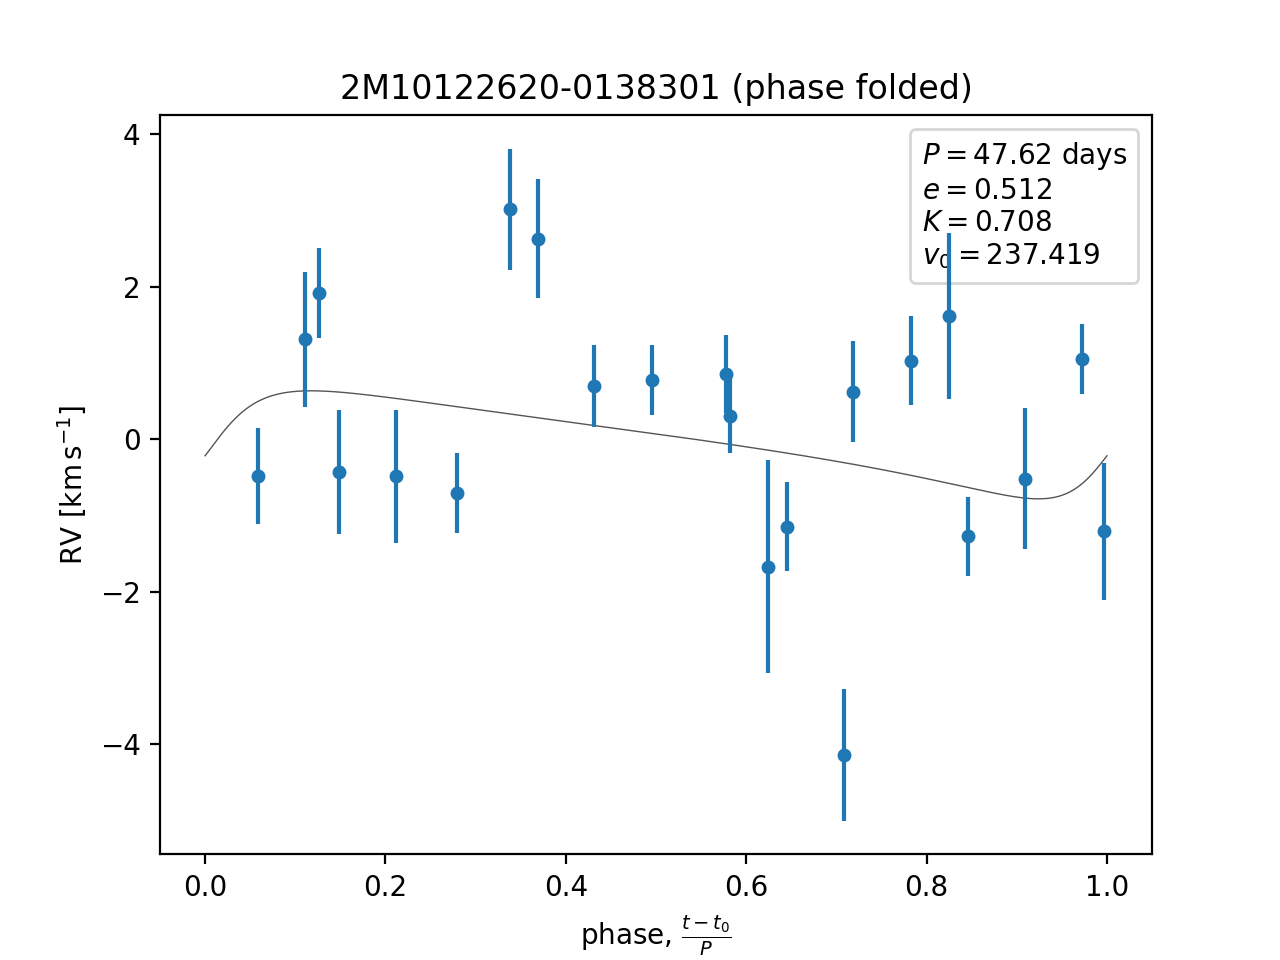 2M10122620-0138301 (phase folded)
P = 47.62 days
e = 0.512
K = 0.708
v₀ = 237.419
RV [km s⁻¹]
4
2
0
−2
−4
0.0 0.2 0.4 0.6 0.8 1.0
phase, (t − t₀)/P